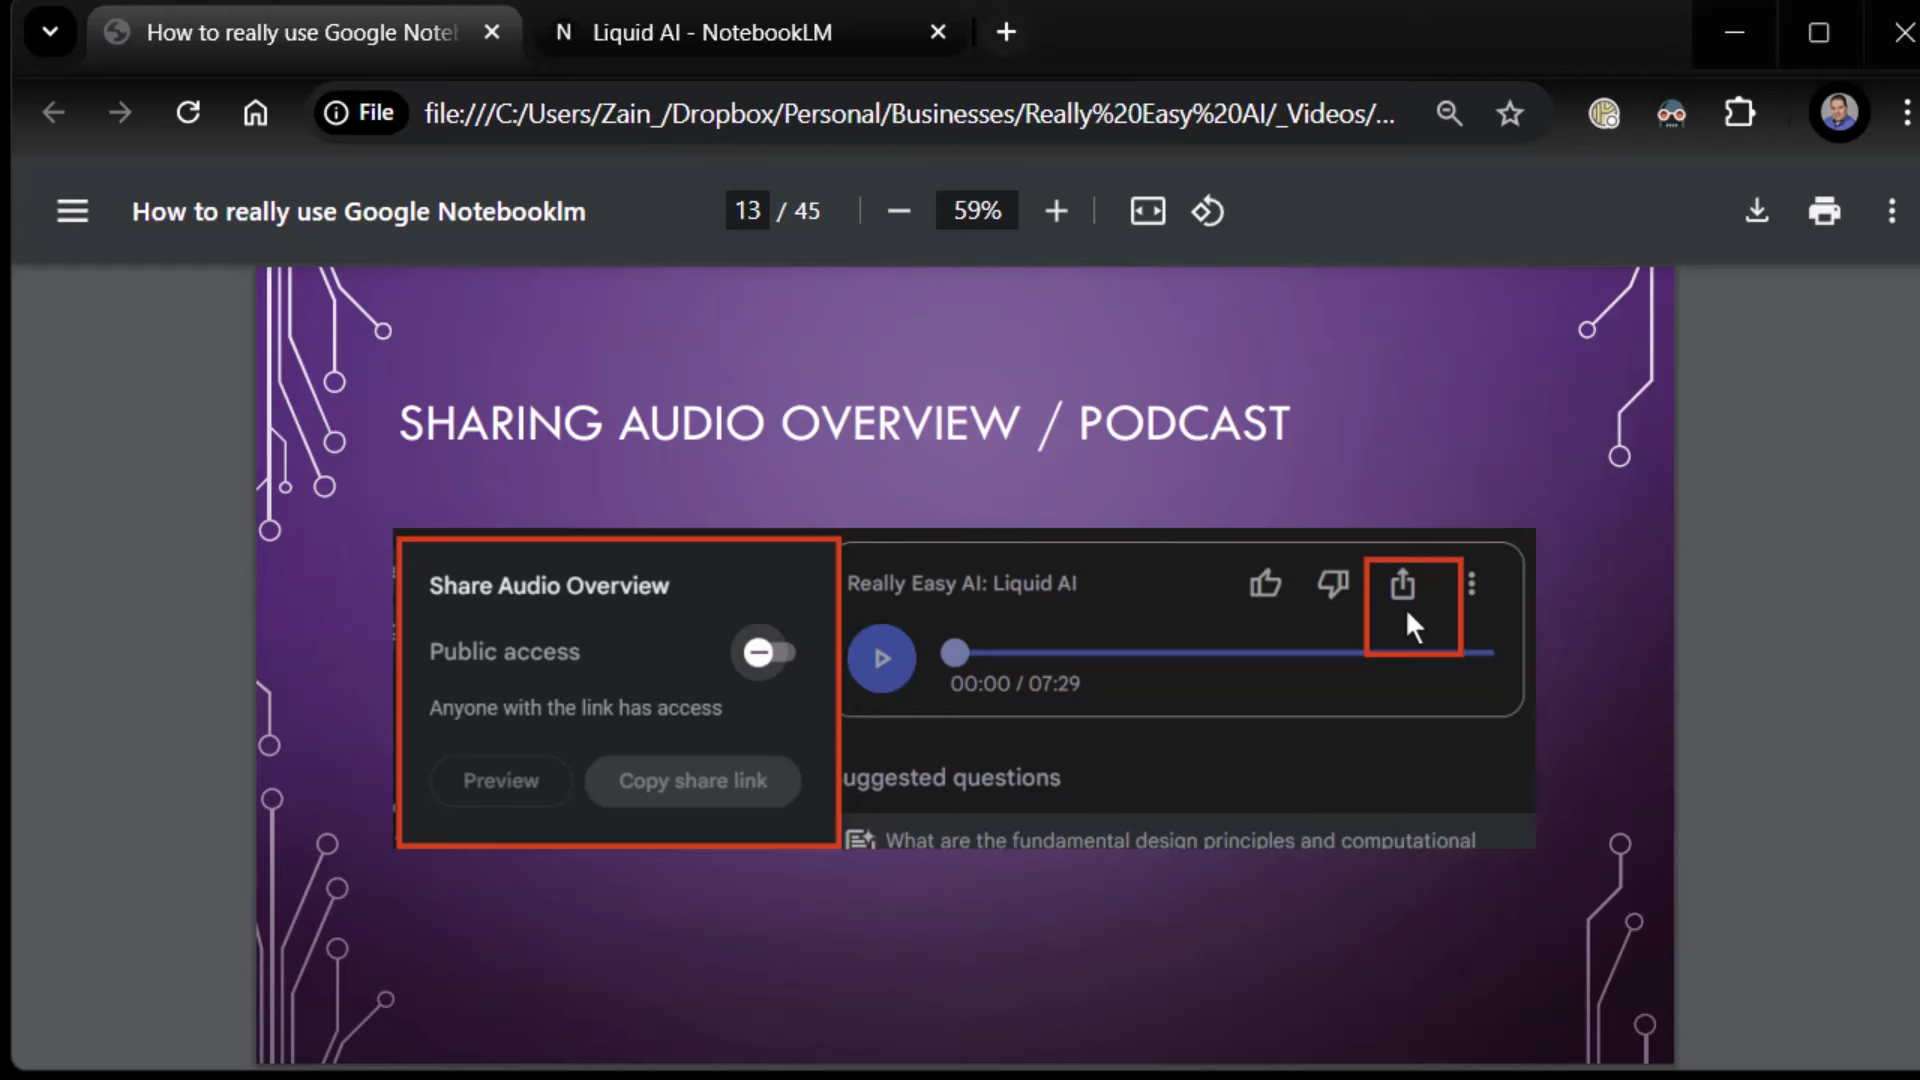 How to really use Google Noteb
N Liquid AI - NotebookLM
File file:///C:/Users/Zain_/Dropbox/Personal/Businesses/Really%20Easy%20AI/_Videos/...
How to really use Google Notebooklm 13 / 45 59%
SHARING AUDIO OVERVIEW / PODCAST
Share Audio Overview
Public access
Anyone with the link has access
Preview Copy share link
Really Easy AI: Liquid AI
00:00 / 07:29
uggested questions
What are the fundamental design principles and computational